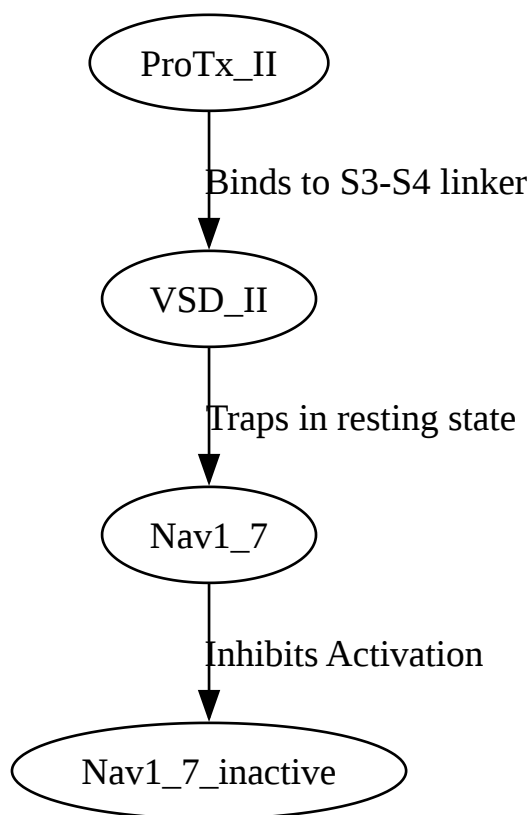 ProTx_II
Binds to S3-S4 linker
VSD_II
Traps in resting state
Nav1_7
Inhibits Activation
Nav1_7_inactive